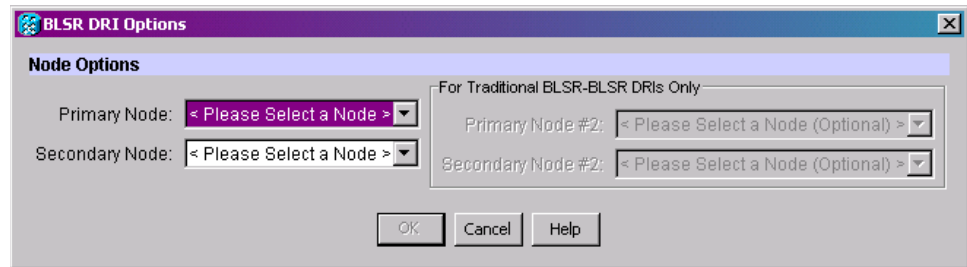 BLSR DRI Options
Node Options
Primary Node: < Please Select a Node >
Secondary Node: < Please Select a Node >
For Traditional BLSR-BLSR DRIs Only
Primary Node #2: < Please Select a Node (Optional) >
Secondary Node #2: < Please Select a Node (Optional) >
OK Cancel Help